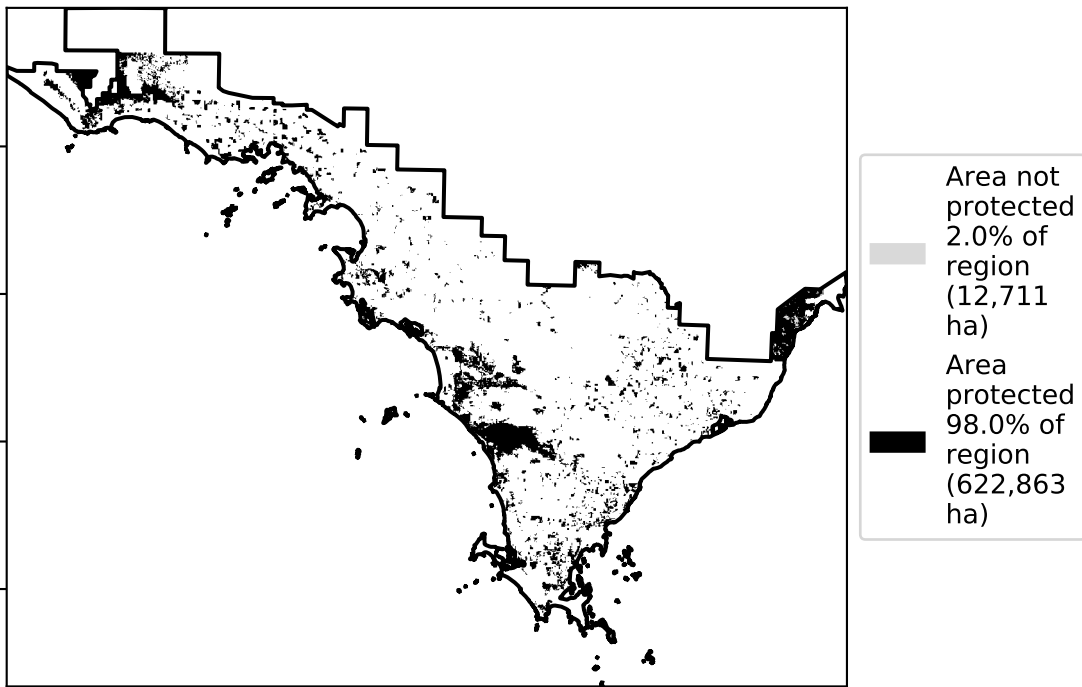 Area not
protected
2.0% of
region
(12,711
ha)
Area
protected
98.0% of
region
(622,863
ha)